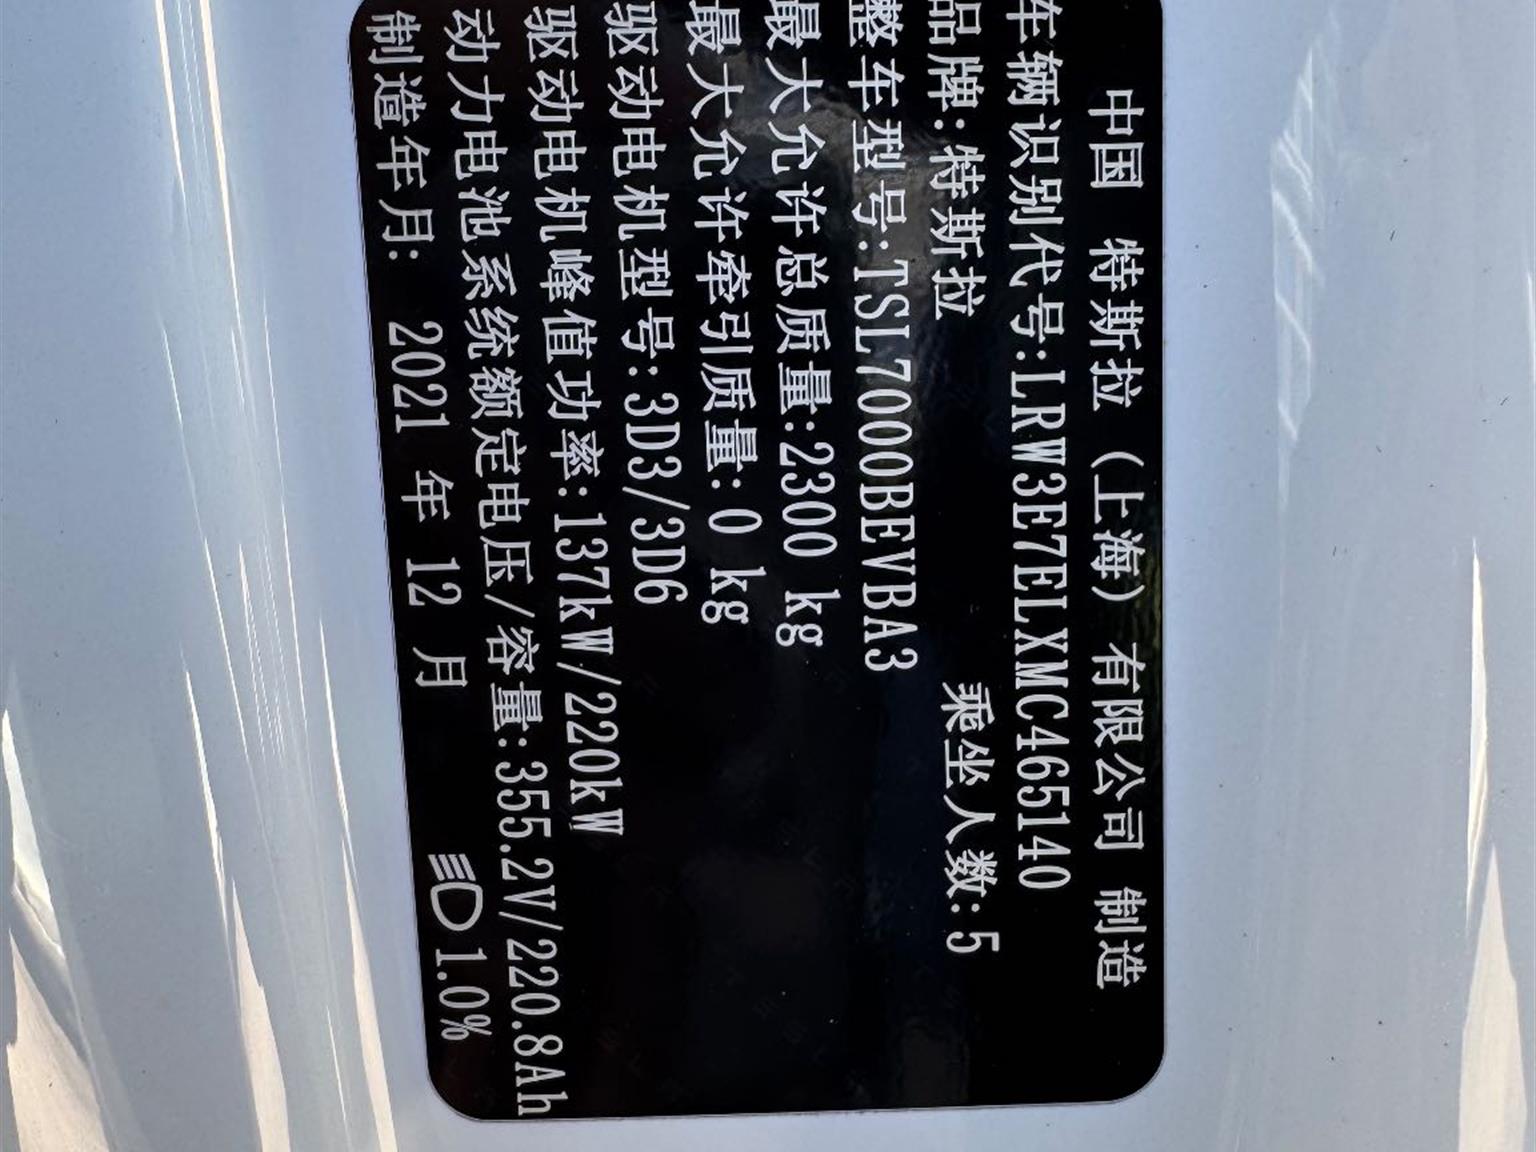 中国 特斯拉（上海）有限公司 制造
车辆识别代号:LRW3E7ELXMC465140
品牌:特斯拉 乘坐人数:5
整车型号:TSL7000BEVBA3
最大允许总质量:2300 kg
最大允许牵引质量: 0 kg
驱动电机型号:3D3/3D6
驱动电机峰值功率:137kW/220kW
动力电池系统额定电压/容量:355.2V/220.8Ah
制造年月: 2021 年 12 月 1.0%